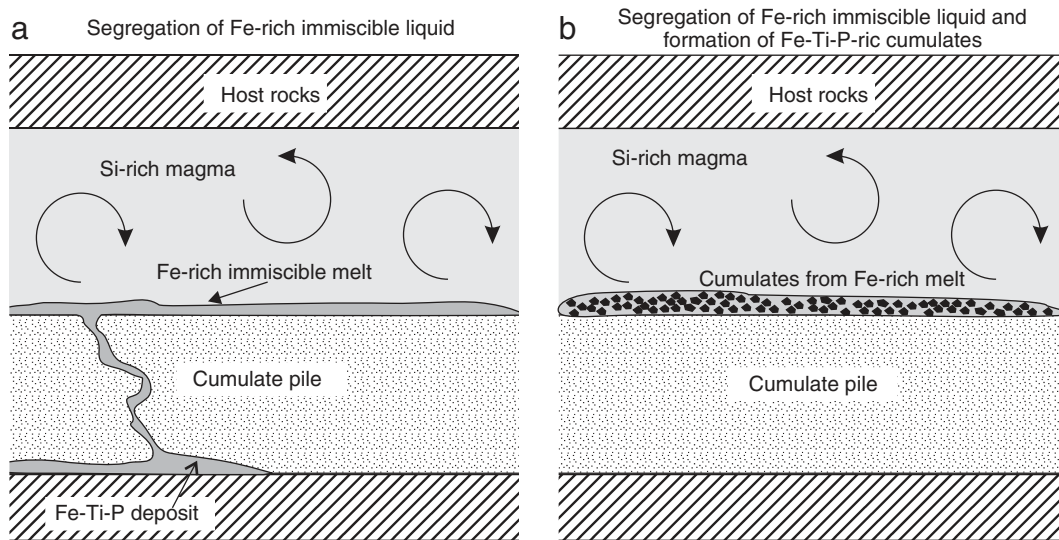 a
Segregation of Fe-rich immiscible liquid
Host rocks
Si-rich magma
Fe-rich immiscible melt
Cumulate pile
Fe-Ti-P deposit
b
Segregation of Fe-rich immiscible liquid and
formation of Fe-Ti-P-ric cumulates
Host rocks
Si-rich magma
Cumulates from Fe-rich melt
Cumulate pile